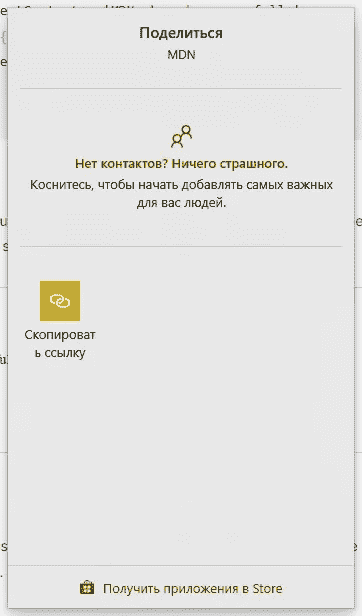 Поделиться
MDN
Нет контактов? Ничего страшного.
Коснитесь, чтобы начать добавлять самых важных
для вас людей.
Скопироват
ь ссылку
Получить приложения в Store